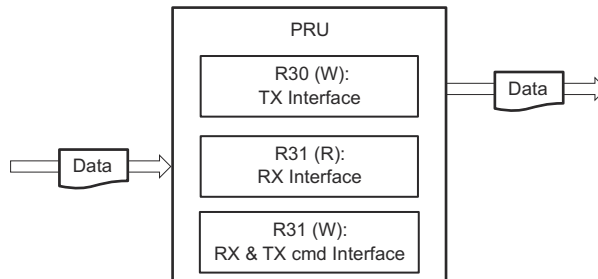 PRU
R30 (W):
TX Interface
Data
Data
R31 (R):
RX Interface
R31 (W):
RX & TX cmd Interface